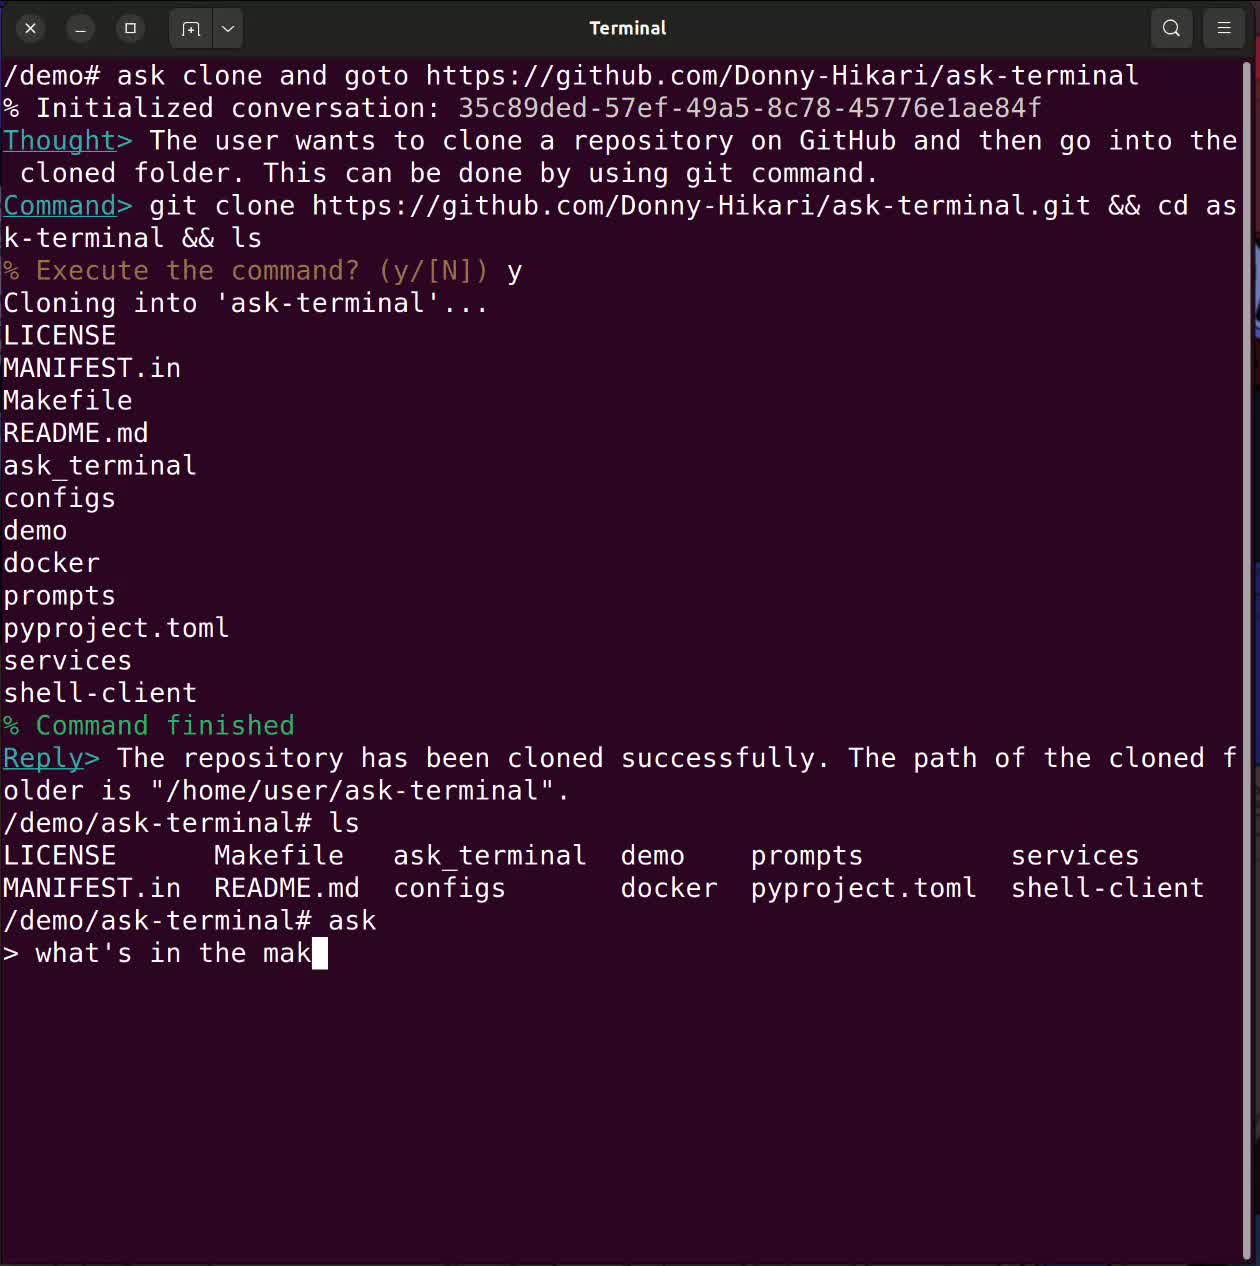 Terminal
/demo# ask clone and goto https://github.com/Donny-Hikari/ask-terminal
% Initialized conversation: 35c89ded-57ef-49a5-8c78-45776e1ae84f
Thought> The user wants to clone a repository on GitHub and then go into the
 cloned folder. This can be done by using git command.
Command> git clone https://github.com/Donny-Hikari/ask-terminal.git && cd as
k-terminal && ls
% Execute the command? (y/[N]) y
Cloning into 'ask-terminal'...
LICENSE
MANIFEST.in
Makefile
README.md
ask_terminal
configs
demo
docker
prompts
pyproject.toml
services
shell-client
% Command finished
Reply> The repository has been cloned successfully. The path of the cloned f
older is "/home/user/ask-terminal".
/demo/ask-terminal# ls
LICENSE      Makefile   ask_terminal  demo    prompts         services
MANIFEST.in  README.md  configs       docker  pyproject.toml  shell-client
/demo/ask-terminal# ask
> what's in the mak